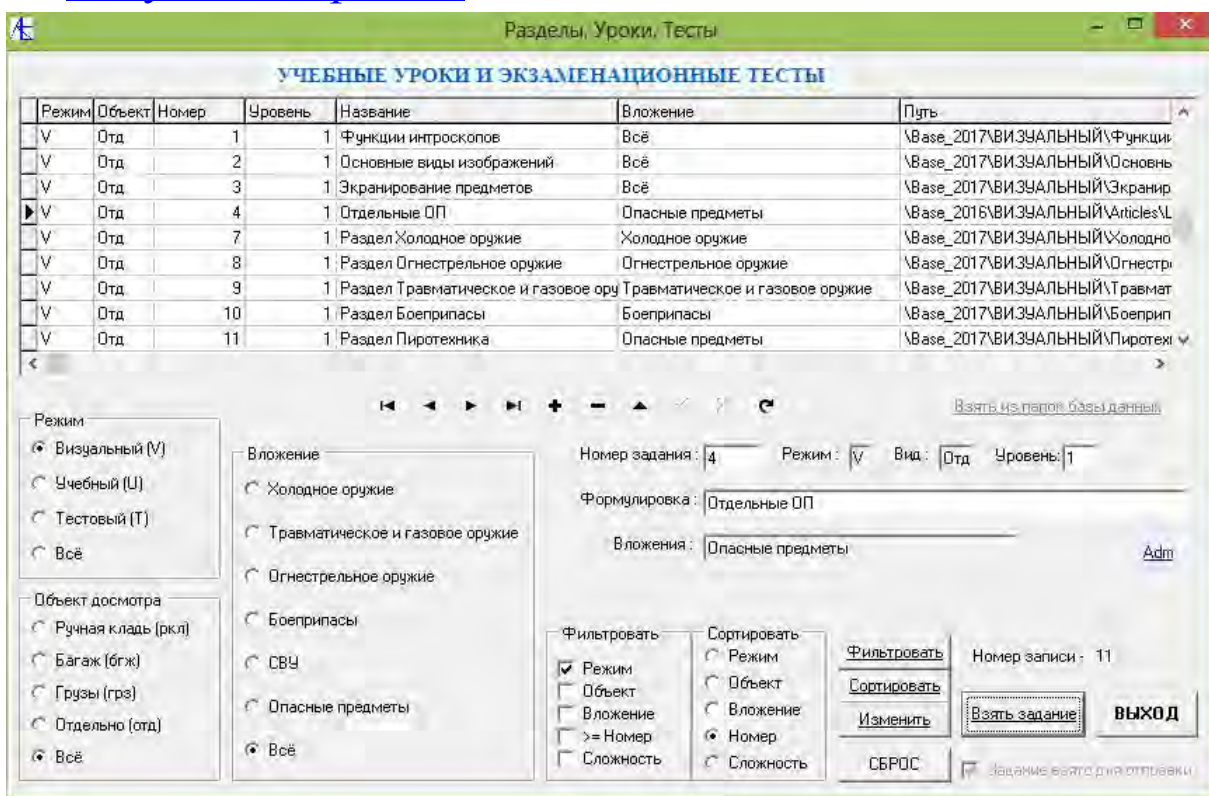 Разделы, Уроки, Тесты
УЧЕБНЫЕ УРОКИ И ЭКЗАМЕНАЦИОННЫЕ ТЕСТЫ
Режим Объект Номер Уровень Название Вложение Путь
V Отд 1 1 Функции интроскопов Всё \Base_2017\ВИЗУАЛЬНЫЙ\Функции
V Отд 2 1 Основные виды изображений Всё \Base_2017\ВИЗУАЛЬНЫЙ\Основнь
V Отд 3 1 Экранирование предметов Всё \Base_2017\ВИЗУАЛЬНЫЙ\Экранир
V Отд 4 1 Отдельные ОП Опасные предметы \Base_2016\ВИЗУАЛЬНЫЙ\Articles\L
V Отд 7 1 Раздел Холодное оружие Холодное оружие \Base_2017\ВИЗУАЛЬНЫЙ\Холодно
V Отд 8 1 Раздел Огнестрельное оружие Огнестрельное оружие \Base_2017\ВИЗУАЛЬНЫЙ\Огнестр
V Отд 9 1 Раздел Травматическое и газовое ору Травматическое и газовое оружие \Base_2017\ВИЗУАЛЬНЫЙ\Травмат
V Отд 10 1 Раздел Боеприпасы Боеприпасы \Base_2017\ВИЗУАЛЬНЫЙ\Боеприп
V Отд 11 1 Раздел Пиротехника Опасные предметы \Base_2017\ВИЗУАЛЬНЫЙ\Пиротех
Взять из папок базы данных
Режим
Визуальный (V)
Учебный (U)
Тестовый (T)
Всё
Объект досмотра
Ручная кладь (ркл)
Багаж (бгж)
Грузы (грз)
Отдельно (отд)
Всё
Вложение
Холодное оружие
Травматическое и газовое оружие
Огнестрельное оружие
Боеприпасы
СВУ
Опасные предметы
Всё
Номер задания : 4 Режим : V Вид : Отд Уровень: 1
Формулировка : Отдельные ОП
Вложения : Опасные предметы
Adm
Фильтровать
Режим
Объект
Вложение
>= Номер
Сложность
Сортировать
Режим
Объект
Вложение
Номер
Сложность
Фильтровать
Сортировать
Изменить
СБРОС
Номер записи - 11
Взять задание
ВЫХОД
Задание взято для отправки